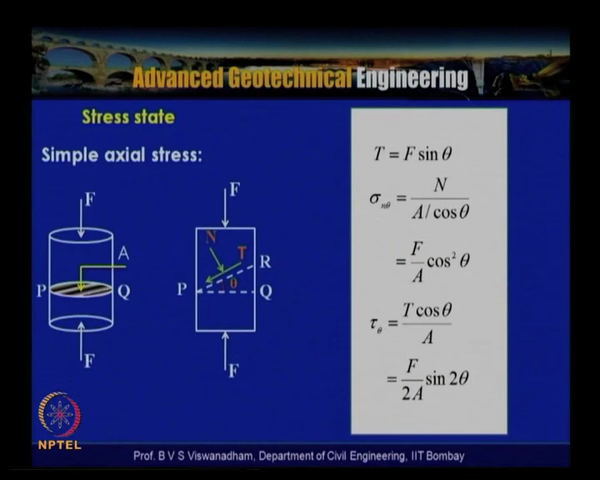 Advanced Geotechnical Engineering
Stress state
Simple axial stress:
F
A
P
Q
F
F
N
T
R
θ
P
Q
F
T = F sin θ
σnθ = N / (A/cos θ)
= F/A cos² θ
τθ = T cos θ / A
= F/2A sin 2θ
NPTEL
Prof. B V S Viswanadham, Department of Civil Engineering, IIT Bombay